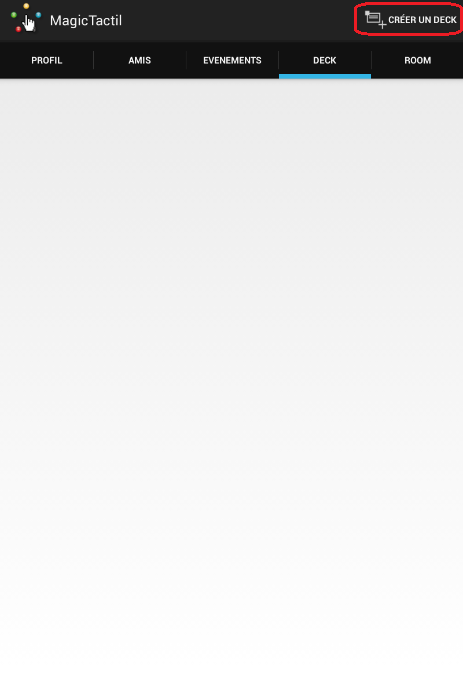 MagicTactil
CRÉER UN DECK
PROFIL
AMIS
EVENEMENTS
DECK
ROOM